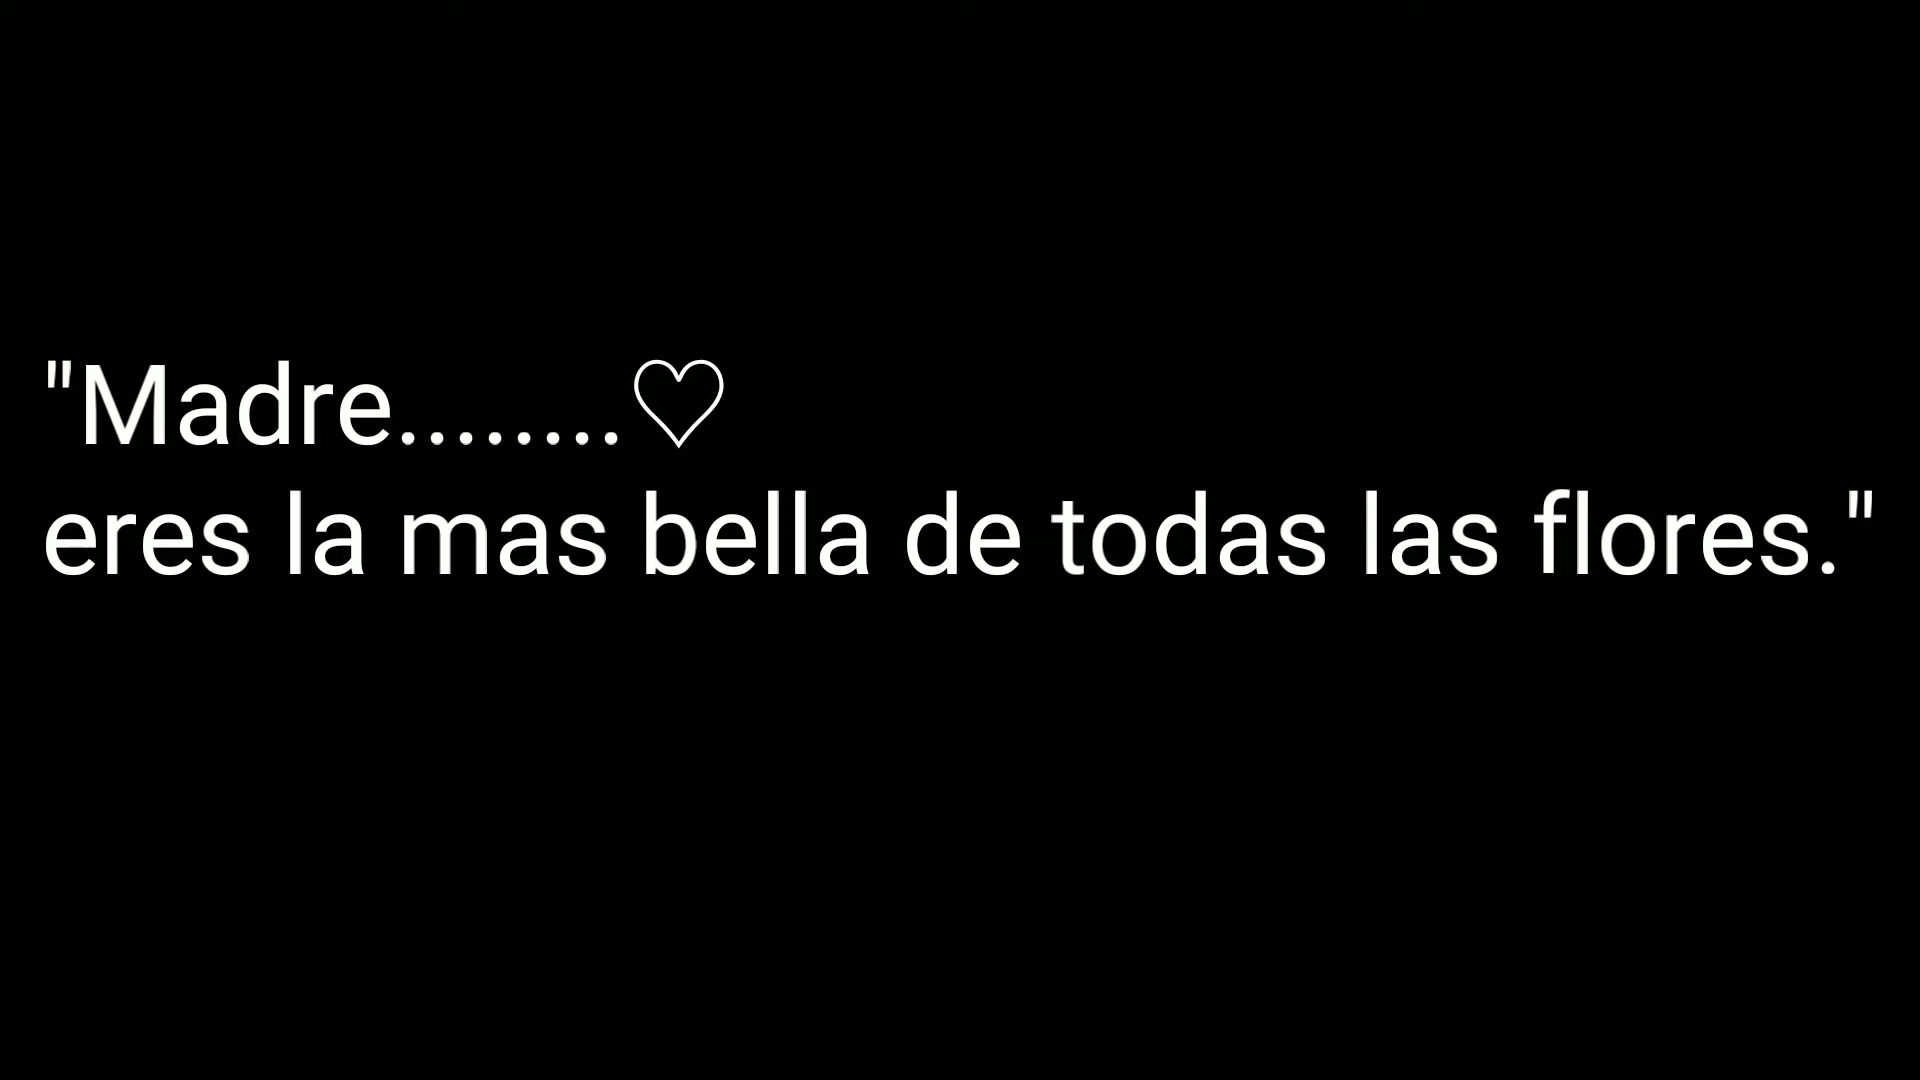 "Madre........♡
eres la mas bella de todas las flores."